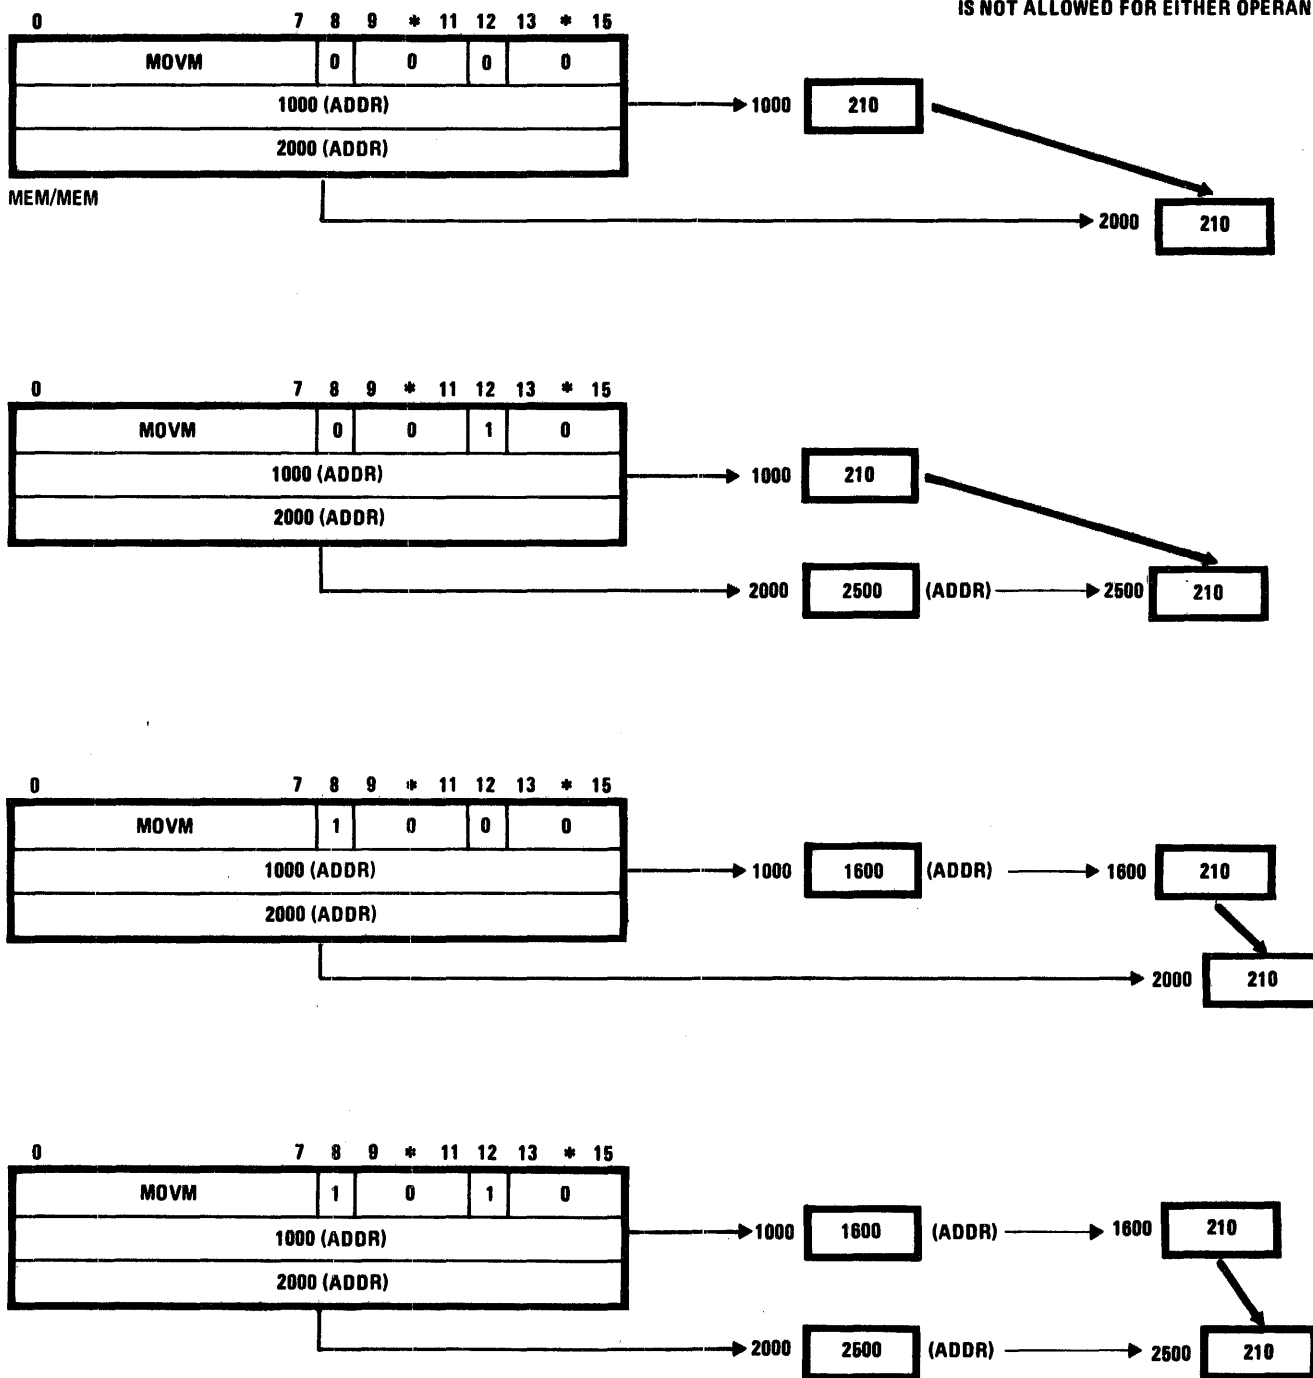 IS NOT ALLOWED FOR EITHER OPERAN
0 7 8 9 * 11 12 13 * 15
MOVM 0 0 0 0
1000 (ADDR) 1000 210
2000 (ADDR)
MEM/MEM
2000 210
0 7 8 9 * 11 12 13 * 15
MOVM 0 0 1 0
1000 (ADDR) 1000 210
2000 (ADDR)
2000 2500 (ADDR) 2500 210
0 7 8 9 * 11 12 13 * 15
MOVM 1 0 0 0
1000 (ADDR) 1000 1600 (ADDR) 1600 210
2000 (ADDR)
2000 210
0 7 8 9 * 11 12 13 * 15
MOVM 1 0 1 0
1000 (ADDR) 1000 1600 (ADDR) 1600 210
2000 (ADDR)
2000 2500 (ADDR) 2500 210